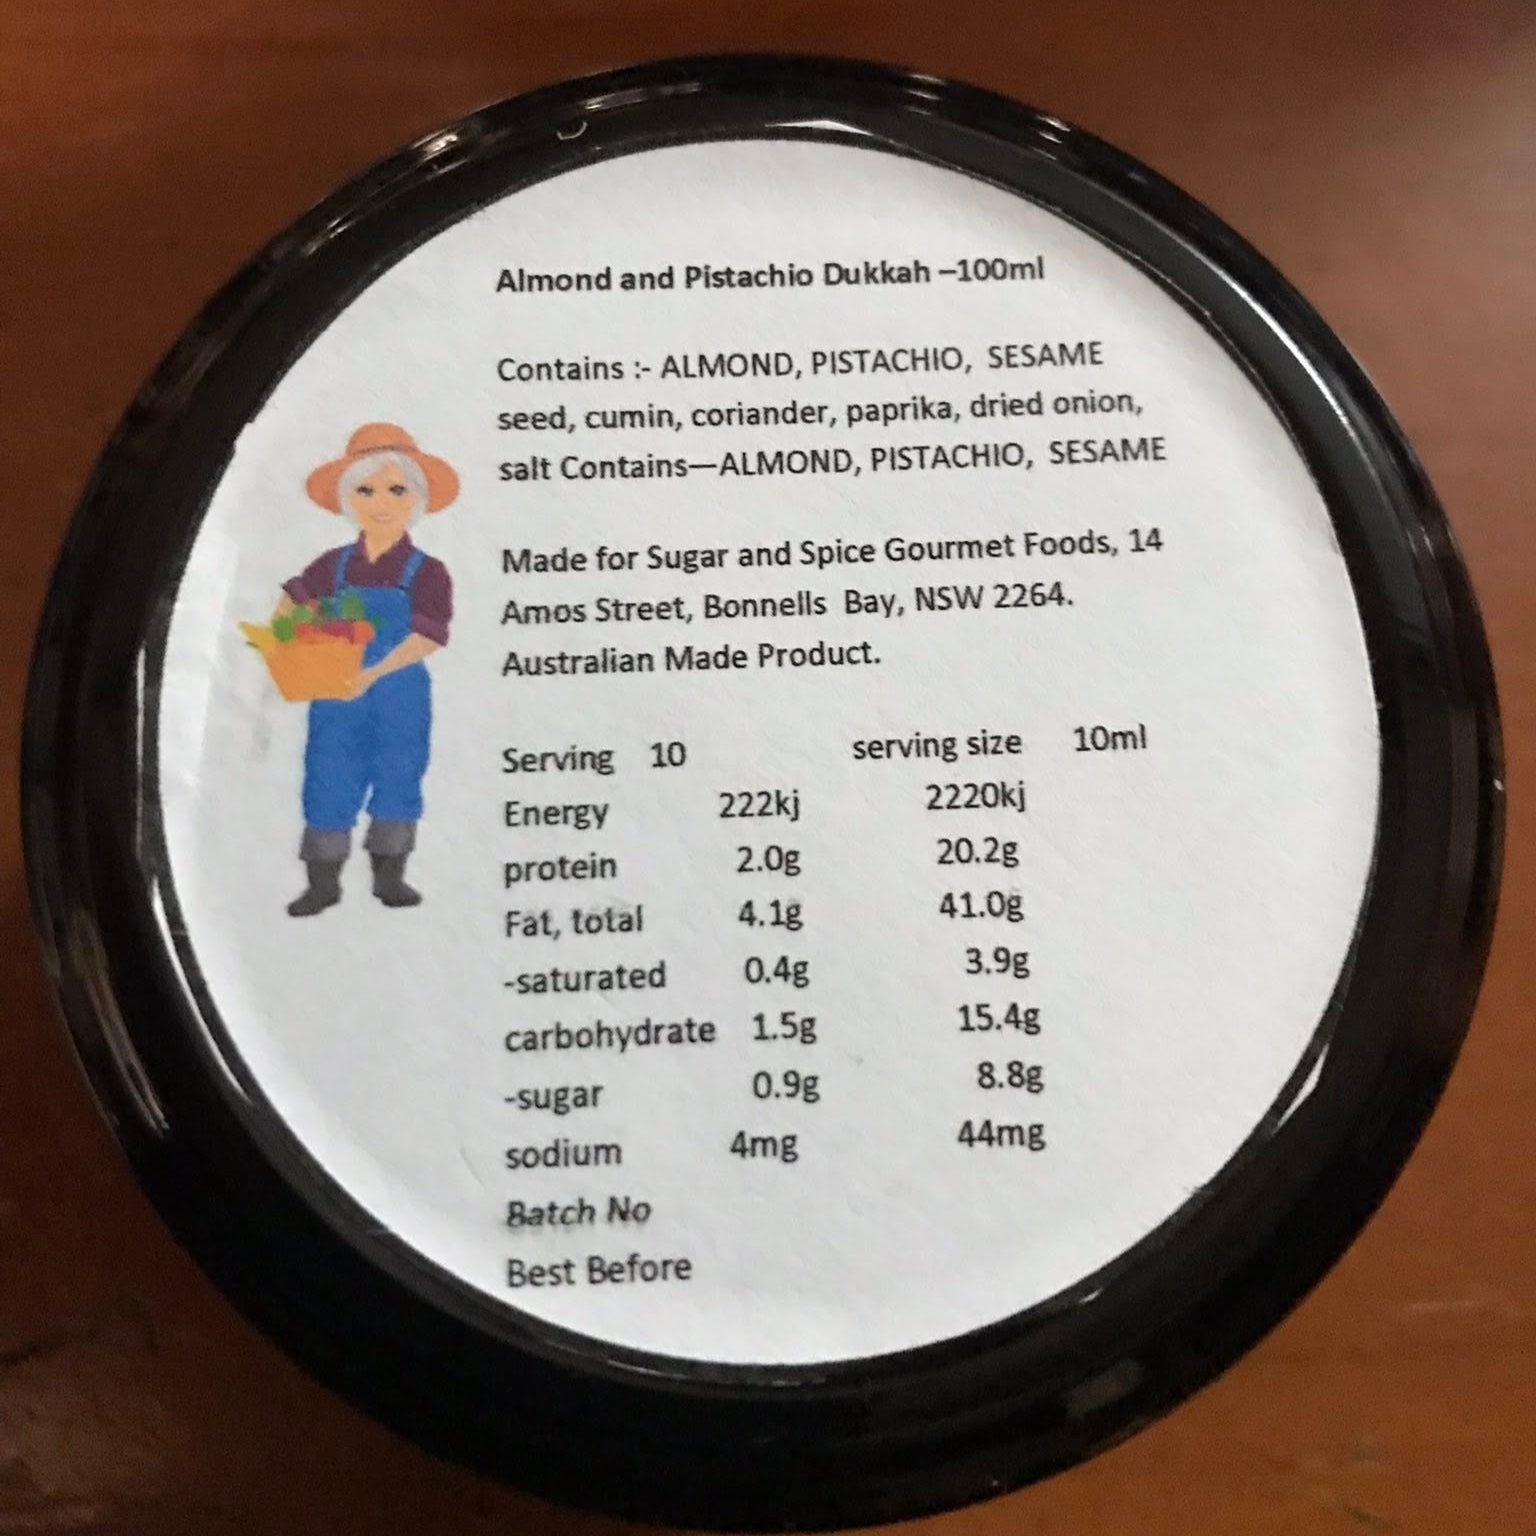 Almond and Pistachio Dukkah –100ml
Contains :- ALMOND, PISTACHIO, SESAME
seed, cumin, coriander, paprika, dried onion,
salt Contains—ALMOND, PISTACHIO, SESAME
Made for Sugar and Spice Gourmet Foods, 14
Amos Street, Bonnells Bay, NSW 2264.
Australian Made Product.
Serving 10 serving size 10ml
Energy 222kj 2220kj
protein 2.0g 20.2g
Fat, total 4.1g 41.0g
-saturated 0.4g 3.9g
carbohydrate 1.5g 15.4g
-sugar 0.9g 8.8g
sodium 4mg 44mg
Batch No
Best Before